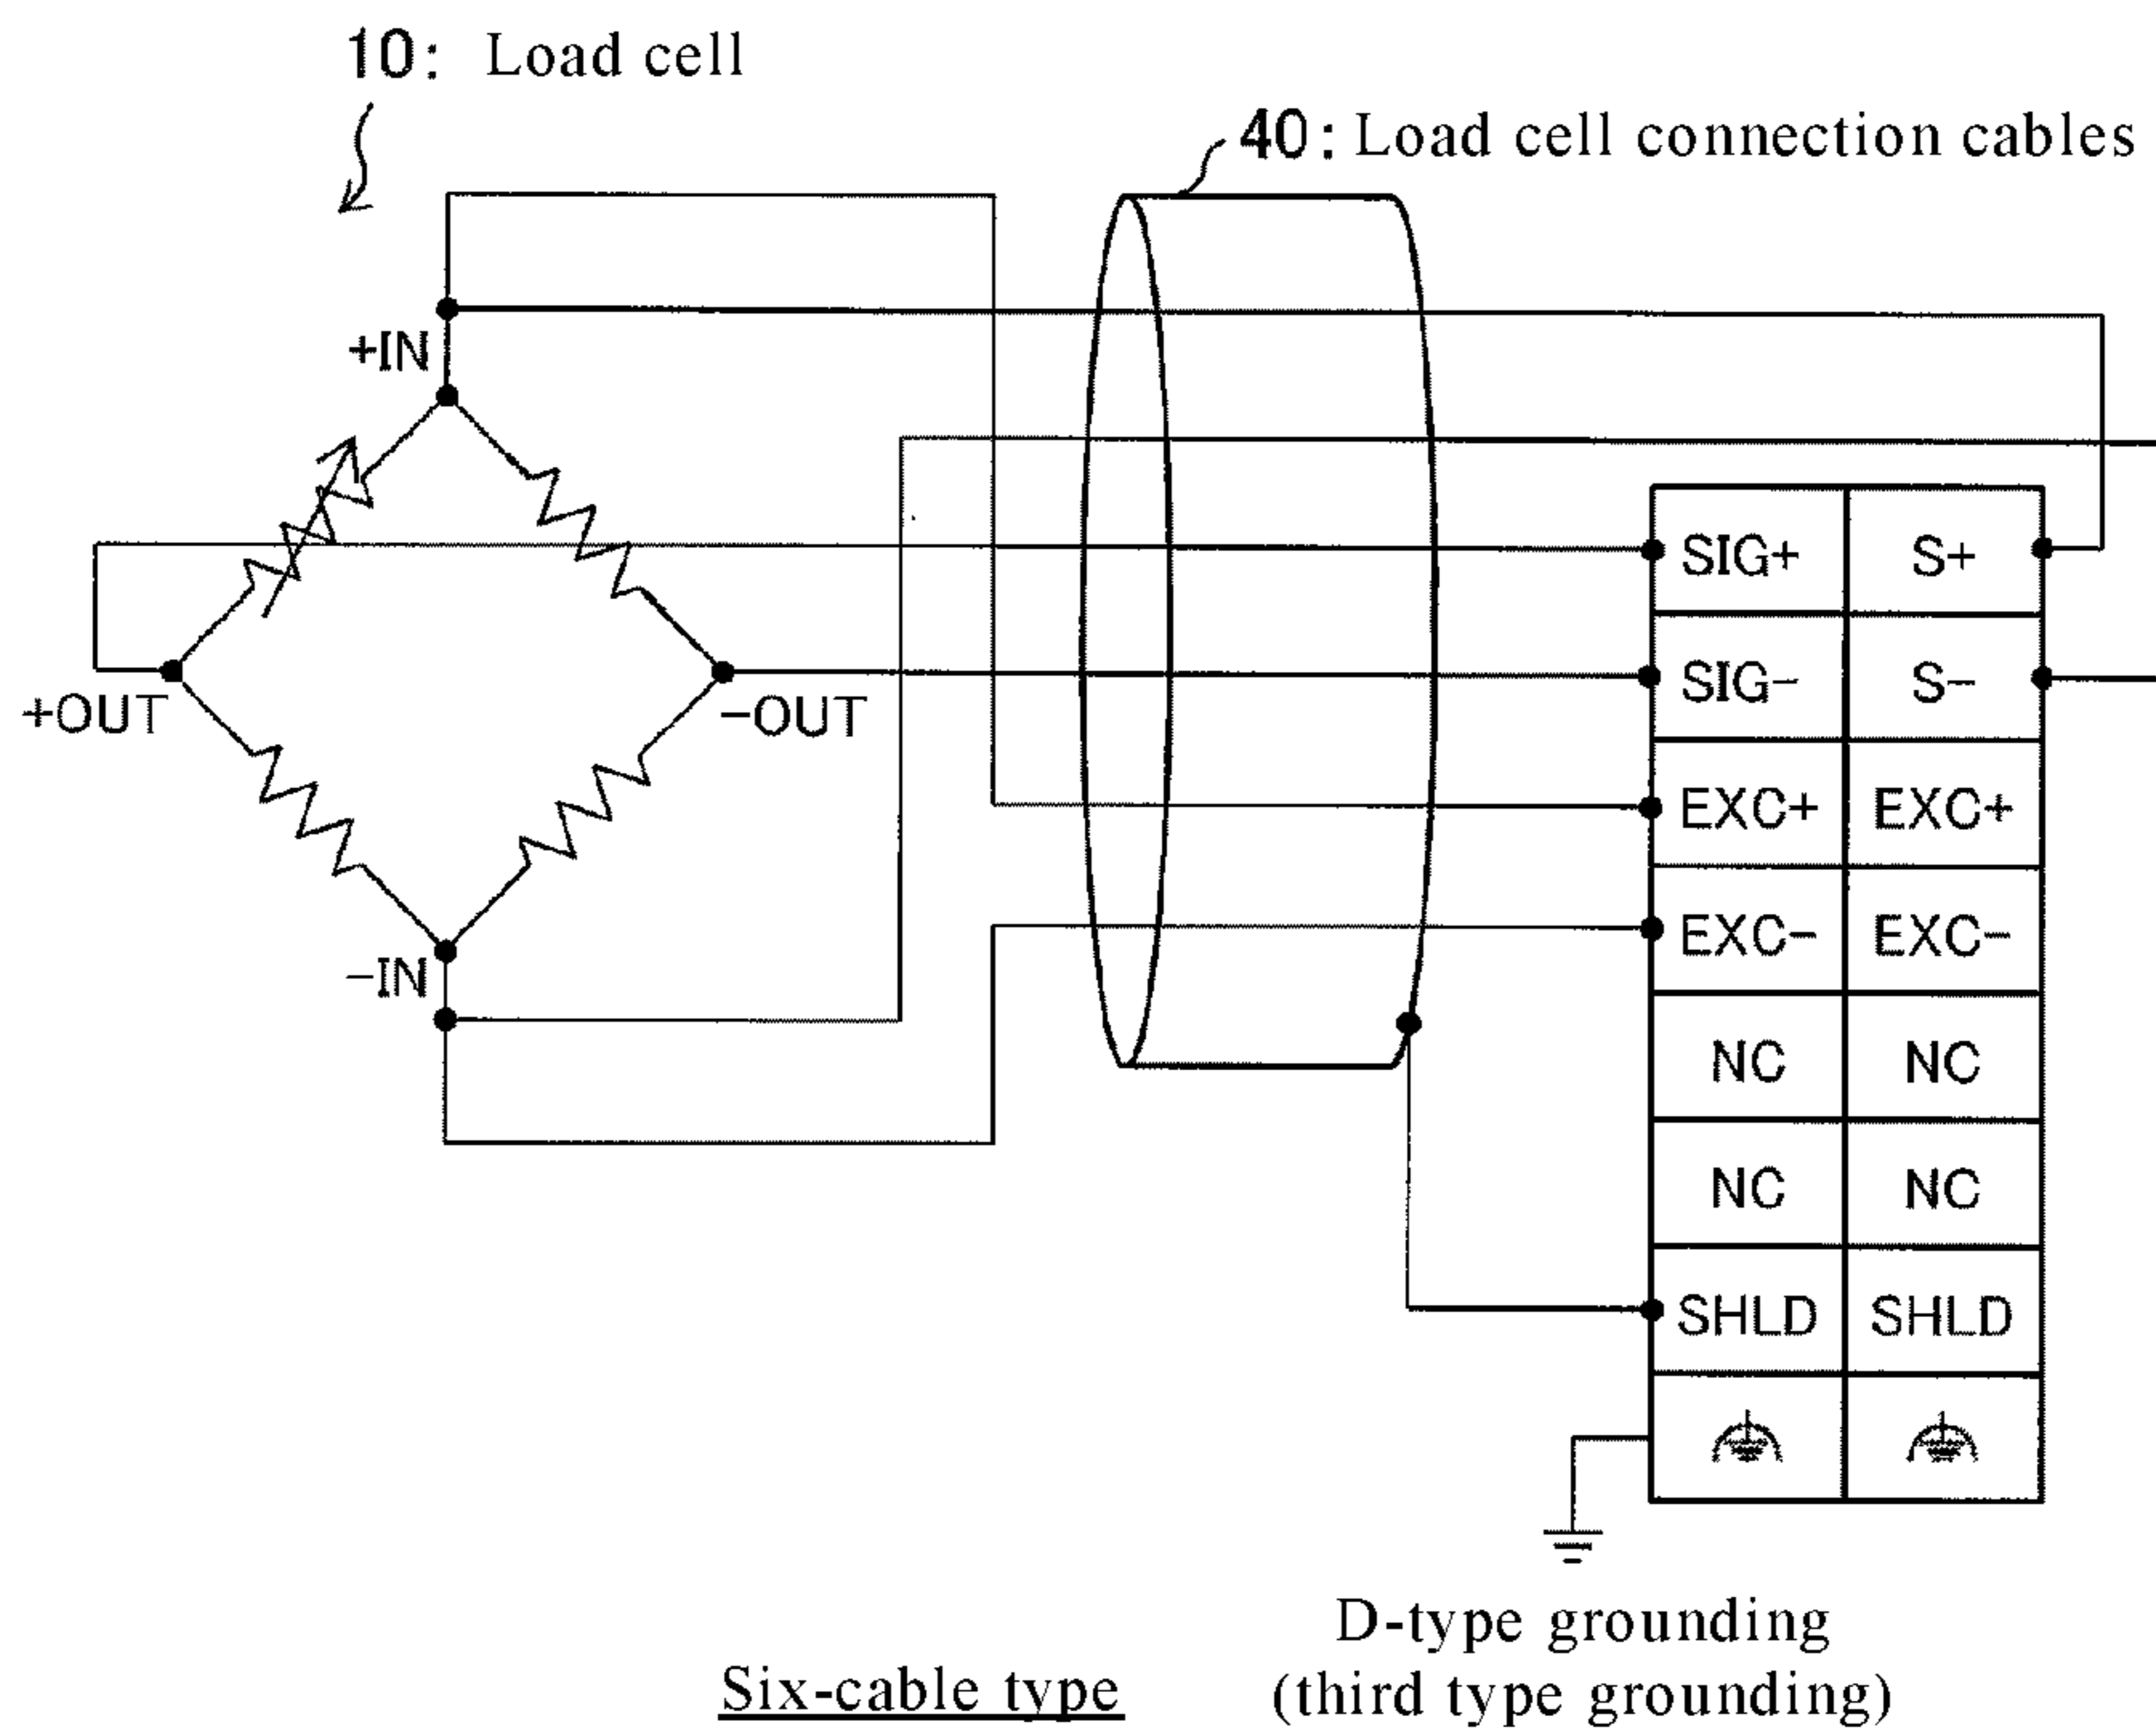 10: Load cell
40: Load cell connection cables
+IN
+OUT
-OUT
-IN
SIG+ S+
SIG- S-
EXC+ EXC+
EXC- EXC-
NC NC
NC NC
SHLD SHLD
D-type grounding
(third type grounding)
Six-cable type